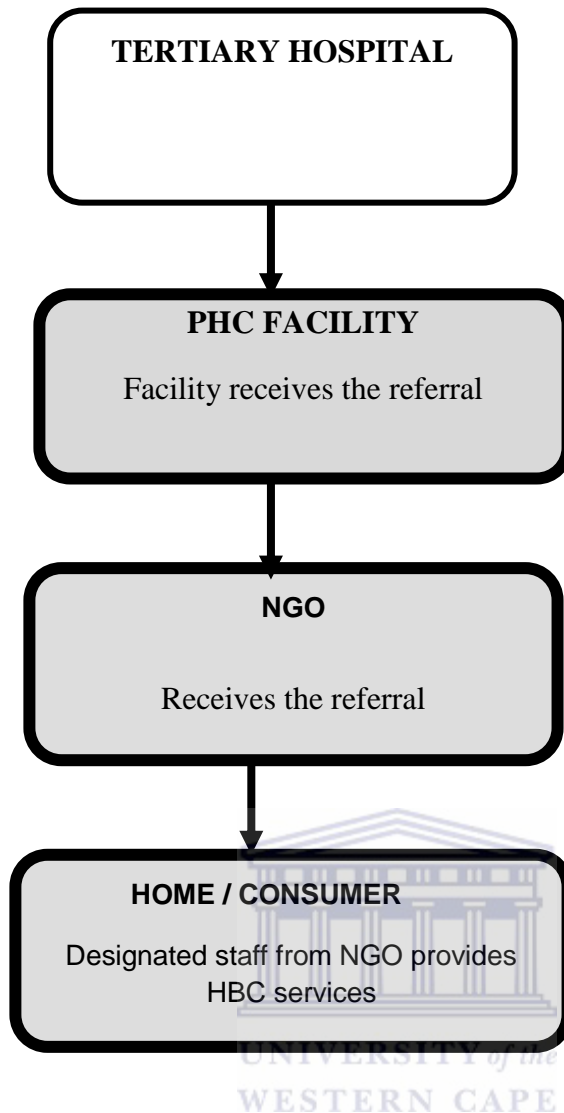 TERTIARY HOSPITAL
PHC FACILITY
Facility receives the referral
NGO
Receives the referral
HOME / CONSUMER
Designated staff from NGO provides
HBC services
UNIVERSITY of the
WESTERN CAPE